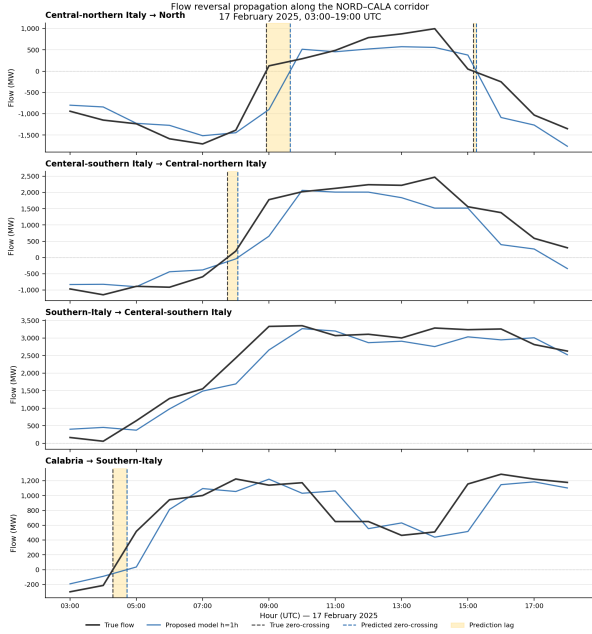 Flow reversal propagation along the NORD–CALA corridor
17 February 2025, 03:00–19:00 UTC
Central-northern Italy → North
Flow (MW)
1,000
500
0
-500
-1,000
-1,500
Centeral-southern Italy → Central-northern Italy
Flow (MW)
2,500
2,000
1,500
1,000
500
0
-500
-1,000
Southern-Italy → Centeral-southern Italy
Flow (MW)
3,500
3,000
2,500
2,000
1,500
1,000
500
0
Calabria → Southern-Italy
Flow (MW)
1,200
1,000
800
600
400
200
0
-200
03:00 05:00 07:00 09:00 11:00 13:00 15:00 17:00
Hour (UTC) — 17 February 2025
True flow Proposed model h=1h True zero-crossing Predicted zero-crossing Prediction lag